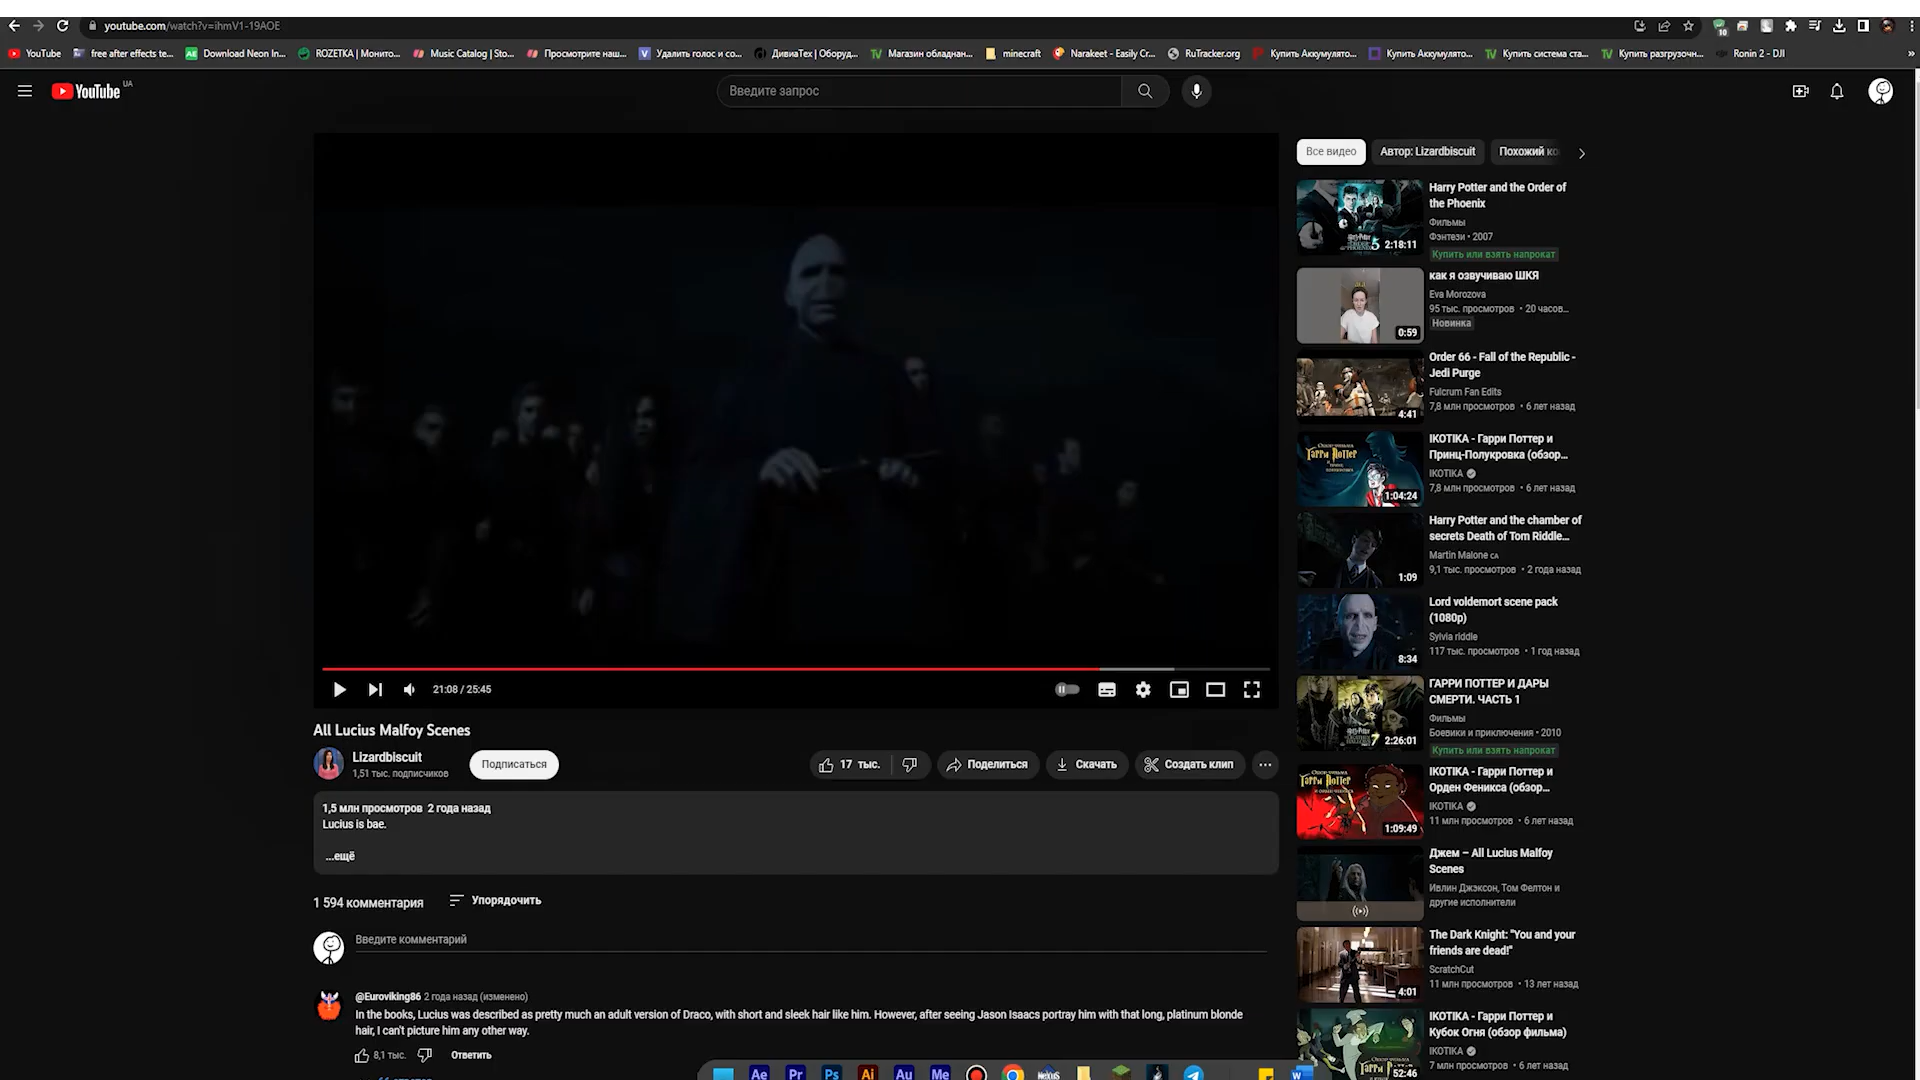 youtube.com/watch?v=ihmV1-19AOE
YouTube
free after effects te...
Download Neon In...
ROZETKA | Монито...
Music Catalog | Sto...
Просмотрите наш...
Удалить голос и со...
ДивиаТех | Оборуд...
Магазин обладнан...
minecraft
Narakeet - Easily Cr...
RuTracker.org
Купить Аккумулято...
Купить Аккумулято...
Купить система ста...
Купить разгрузочн...
Ronin 2 - DJI
»
YouTube UA
Введите запрос
Все видео
Автор: Lizardbiscuit
Похожий ко
Harry Potter and the Order of
the Phoenix
Фильмы
Фэнтези • 2007
Купить или взять напрокат
2:18:11
как я озвучиваю ШКЯ
Eva Morozova
95 тыс. просмотров • 20 часов...
Новинка
0:59
Order 66 - Fall of the Republic -
Jedi Purge
Fulcrum Fan Edits
7,8 млн просмотров • 6 лет назад
4:41
IKOTIKA - Гарри Поттер и
Принц-Полукровка (обзор...
IKOTIKA
7,8 млн просмотров • 6 лет назад
Гарри Поттер
1:04:24
Harry Potter and the chamber of
secrets Death of Tom Riddle...
Martin Malone CA
9,1 тыс. просмотров • 2 года назад
1:09
Lord voldemort scene pack
(1080p)
Sylvia riddle
117 тыс. просмотров • 1 год назад
8:34
ГАРРИ ПОТТЕР И ДАРЫ
СМЕРТИ. ЧАСТЬ 1
Фильмы
Боевики и приключения • 2010
Купить или взять напрокат
2:26:01
IKOTIKA - Гарри Поттер и
Орден Феникса (обзор...
IKOTIKA
11 млн просмотров • 6 лет назад
Гарри Поттер
1:09:49
Джем – All Lucius Malfoy
Scenes
Ивлин Джэксон, Том Фелтон и
другие исполнители
The Dark Knight: "You and your
friends are dead!"
ScratchCut
11 млн просмотров • 13 лет назад
4:01
IKOTIKA - Гарри Поттер и
Кубок Огня (обзор фильма)
IKOTIKA
7 млн просмотров • 6 лет назад
Гарри Поттер
52:46
21:08 / 25:45
All Lucius Malfoy Scenes
Lizardbiscuit
1,51 тыс. подписчиков
Подписаться
17 тыс.
Поделиться
Скачать
Создать клип
1,5 млн просмотров 2 года назад
Lucius is bae.
...ещё
1 594 комментария
Упорядочить
Введите комментарий
@Euroviking86 2 года назад (изменено)
In the books, Lucius was described as pretty much an adult version of Draco, with short and sleek hair like him. However, after seeing Jason Isaacs portray him with that long, platinum blonde
hair, I can't picture him any other way.
8,1 тыс.
Ответить
Ae Pr Ps Ai Au Me